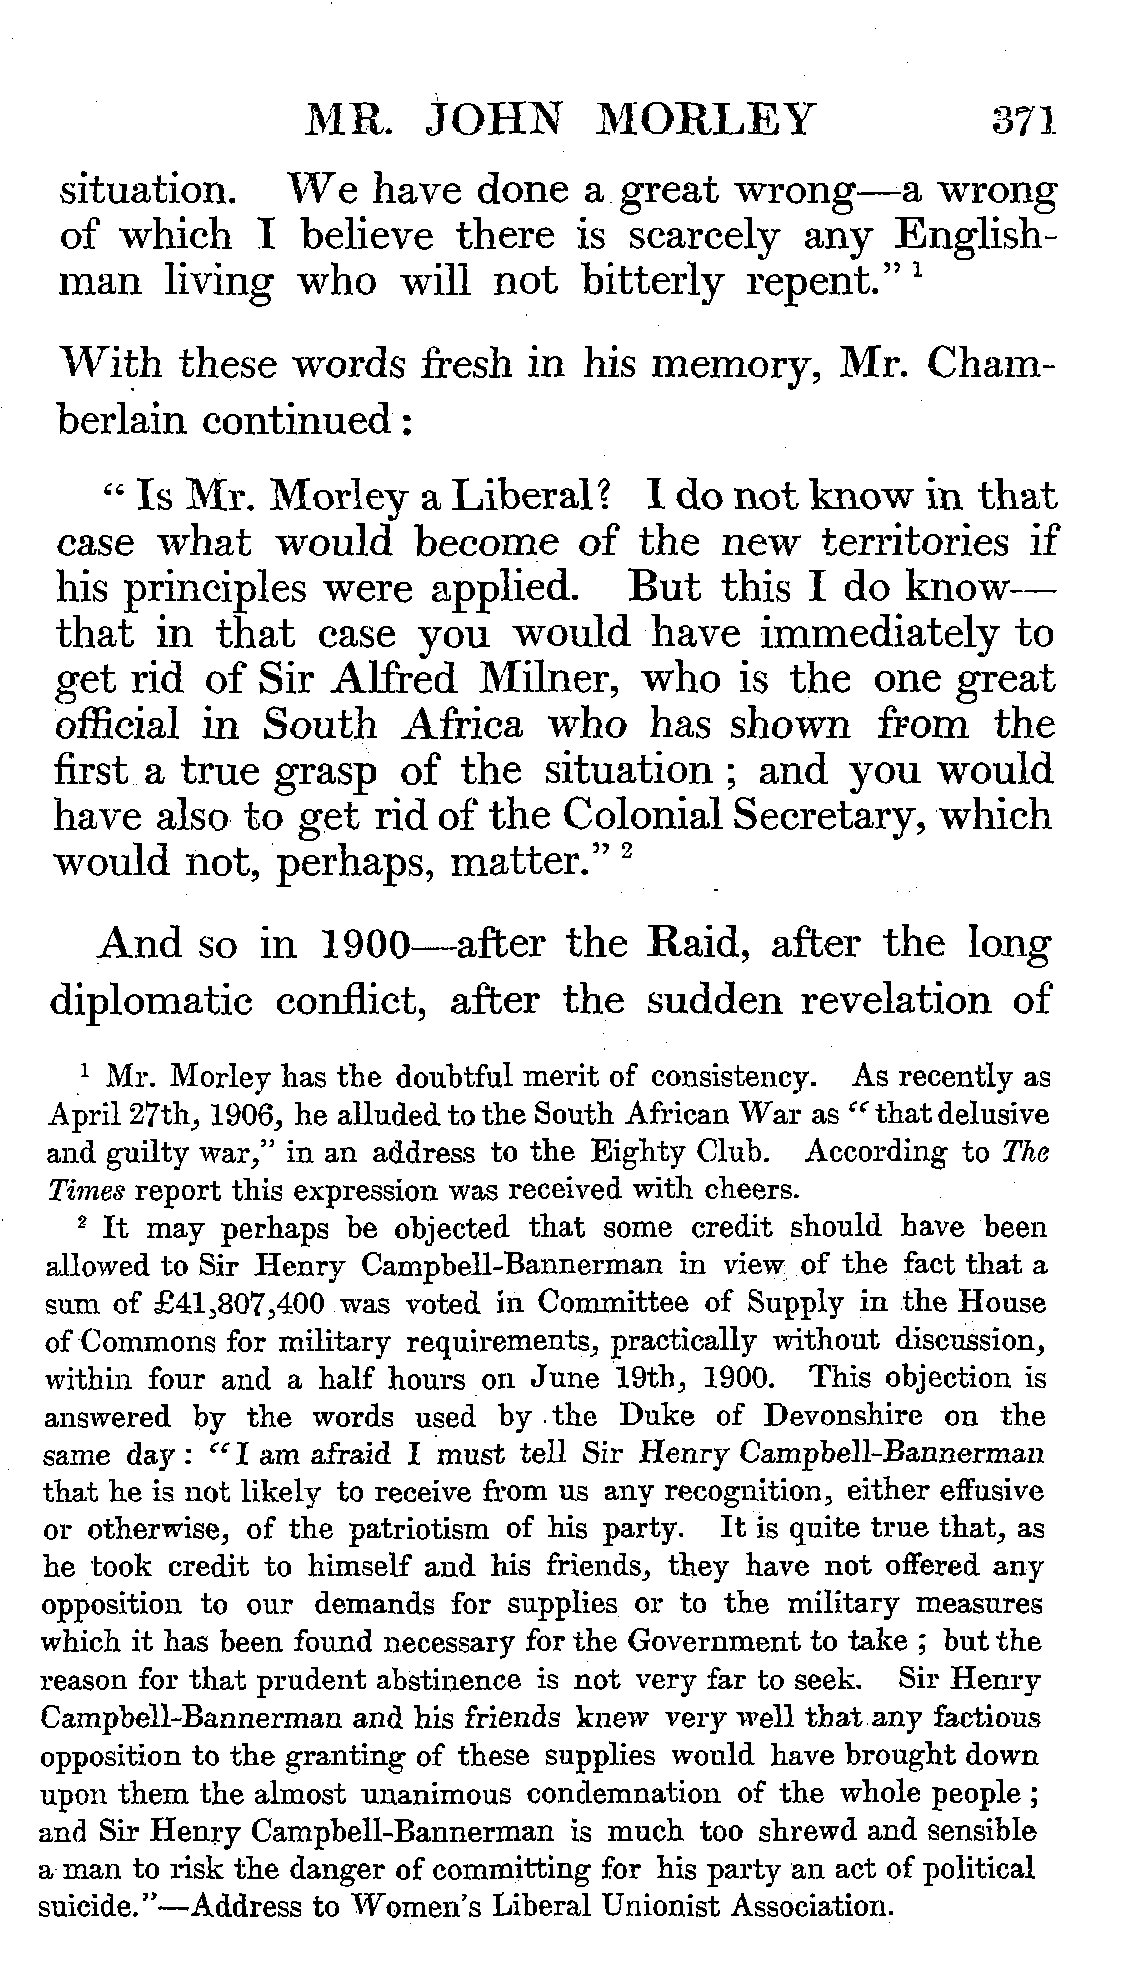 MR. JOHN MORLEY 371
situation. We have done a great wrong—a wrong
of which I believe there is scarcely any English-
man living who will not bitterly repent." ¹
With these words fresh in his memory, Mr. Cham-
berlain continued :
" Is Mr. Morley a Liberal? I do not know in that
case what would become of the new territories if
his principles were applied. But this I do know—
that in that case you would have immediately to
get rid of Sir Alfred Milner, who is the one great
official in South Africa who has shown from the
first a true grasp of the situation ; and you would
have also to get rid of the Colonial Secretary, which
would not, perhaps, matter." ²
And so in 1900—after the Raid, after the long
diplomatic conflict, after the sudden revelation of
¹ Mr. Morley has the doubtful merit of consistency. As recently as
April 27th, 1906, he alluded to the South African War as "that delusive
and guilty war," in an address to the Eighty Club. According to The
Times report this expression was received with cheers.
² It may perhaps be objected that some credit should have been
allowed to Sir Henry Campbell-Bannerman in view of the fact that a
sum of £41,807,400 was voted in Committee of Supply in the House
of Commons for military requirements, practically without discussion,
within four and a half hours on June 19th, 1900. This objection is
answered by the words used by the Duke of Devonshire on the
same day : "I am afraid I must tell Sir Henry Campbell-Bannerman
that he is not likely to receive from us any recognition, either effusive
or otherwise, of the patriotism of his party. It is quite true that, as
he took credit to himself and his friends, they have not offered any
opposition to our demands for supplies or to the military measures
which it has been found necessary for the Government to take ; but the
reason for that prudent abstinence is not very far to seek. Sir Henry
Campbell-Bannerman and his friends knew very well that any factious
opposition to the granting of these supplies would have brought down
upon them the almost unanimous condemnation of the whole people ;
and Sir Henry Campbell-Bannerman is much too shrewd and sensible
a man to risk the danger of committing for his party an act of political
suicide."—Address to Women's Liberal Unionist Association.